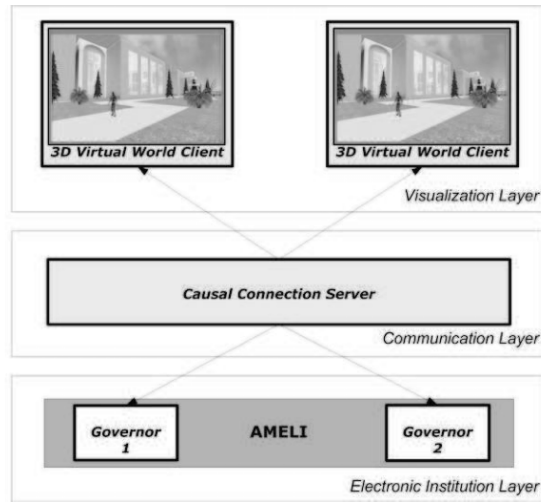 3D Virtual World Client
3D Virtual World Client
Visualization Layer
Causal Connection Server
Communication Layer
Governor
1
AMELI
Governor
2
Electronic Institution Layer